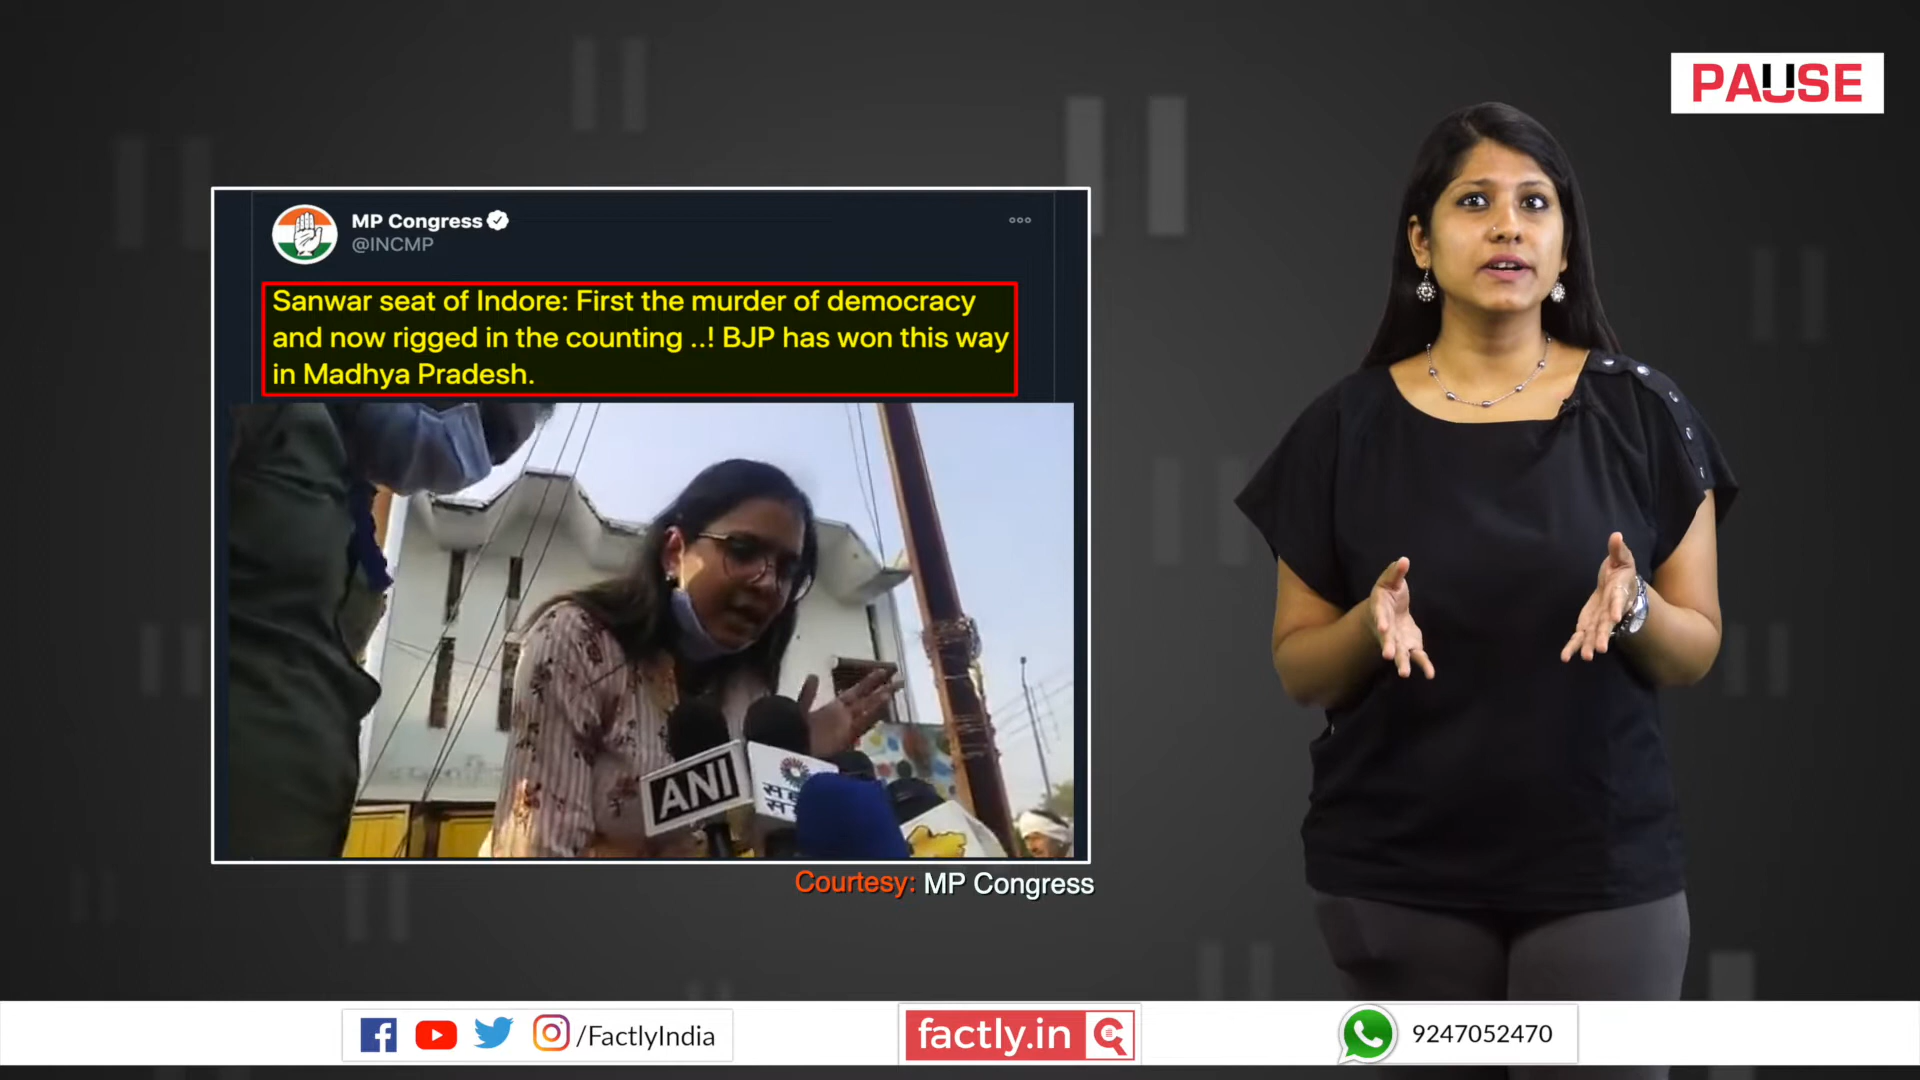 PAUSE
MP Congress
@INCMP
Sanwar seat of Indore: First the murder of democracy
and now rigged in the counting ..! BJP has won this way
in Madhya Pradesh.
ANI
Courtesy: MP Congress
/FactlyIndia
factly.in
9247052470